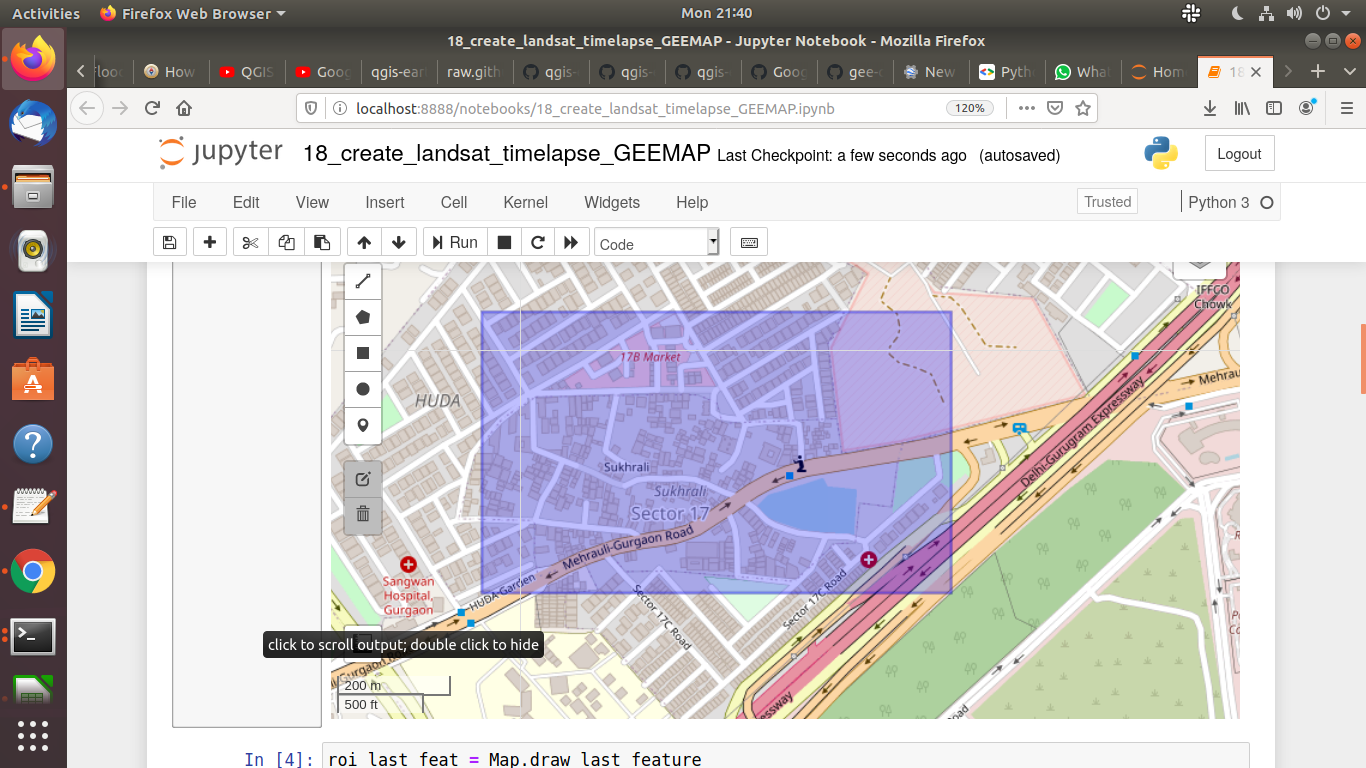 Activities Firefox Web Browser Mon 21:40
18_create_landsat_timelapse_GEEMAP - Jupyter Notebook - Mozilla Firefox
How QGIS Goog qgis-ear raw.gith qgis- qgis- qgis- Goog gee- New Pyth What Hom 18
localhost:8888/notebooks/18_create_landsat_timelapse_GEEMAP.ipynb 120%
jupyter 18_create_landsat_timelapse_GEEMAP Last Checkpoint: a few seconds ago (autosaved) Logout
File Edit View Insert Cell Kernel Widgets Help Trusted Python 3
Run Code
IFFCO
Chowk
17B Market
Mehrau
HUDA
Delhi-Gurugram Expressway
Sukhrali
Sukhrali
Sector 17
Mehrauli-Gurgaon Road
Sangwan
Hospital,
Gurgaon
HUDA Garden
Sector 17C Road
Sector 17C Road
click to scroll output; double click to hide
200 m
500 ft
essway
Road
In [4]: roi_last_feat = Map.draw_last_feature